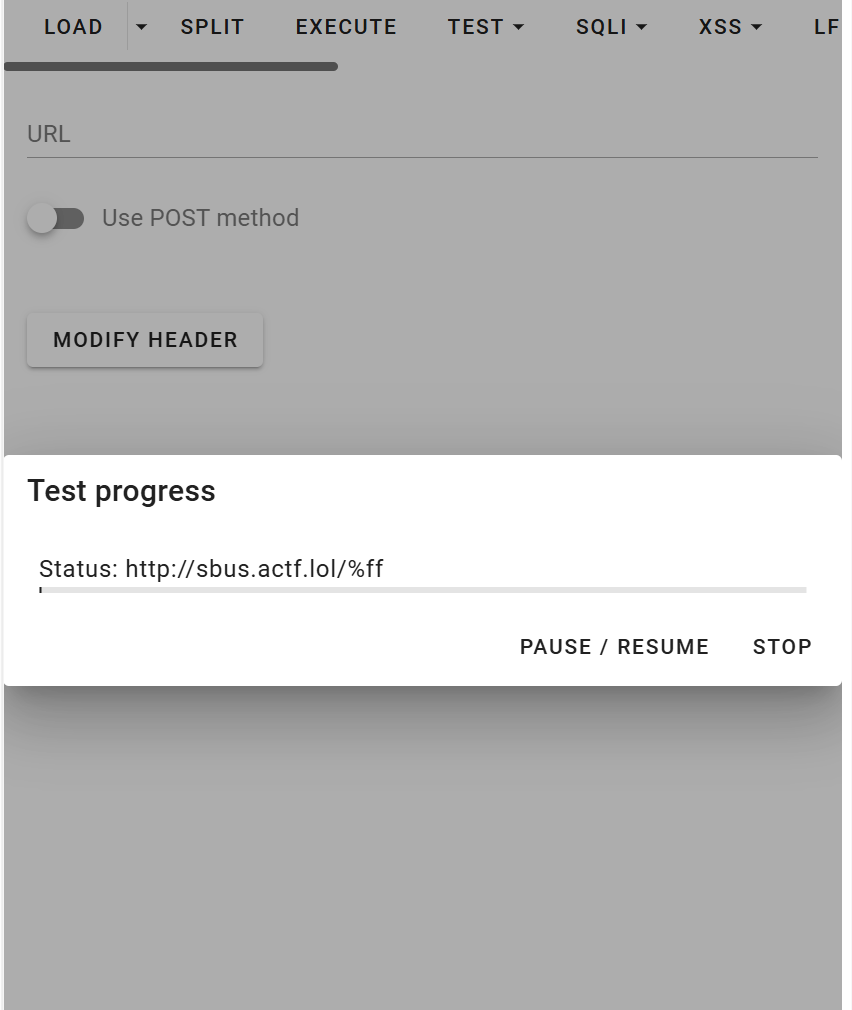 LOAD SPLIT EXECUTE TEST SQLI XSS LF
URL
Use POST method
MODIFY HEADER
Test progress
Status: http://sbus.actf.lol/%ff
PAUSE / RESUME STOP